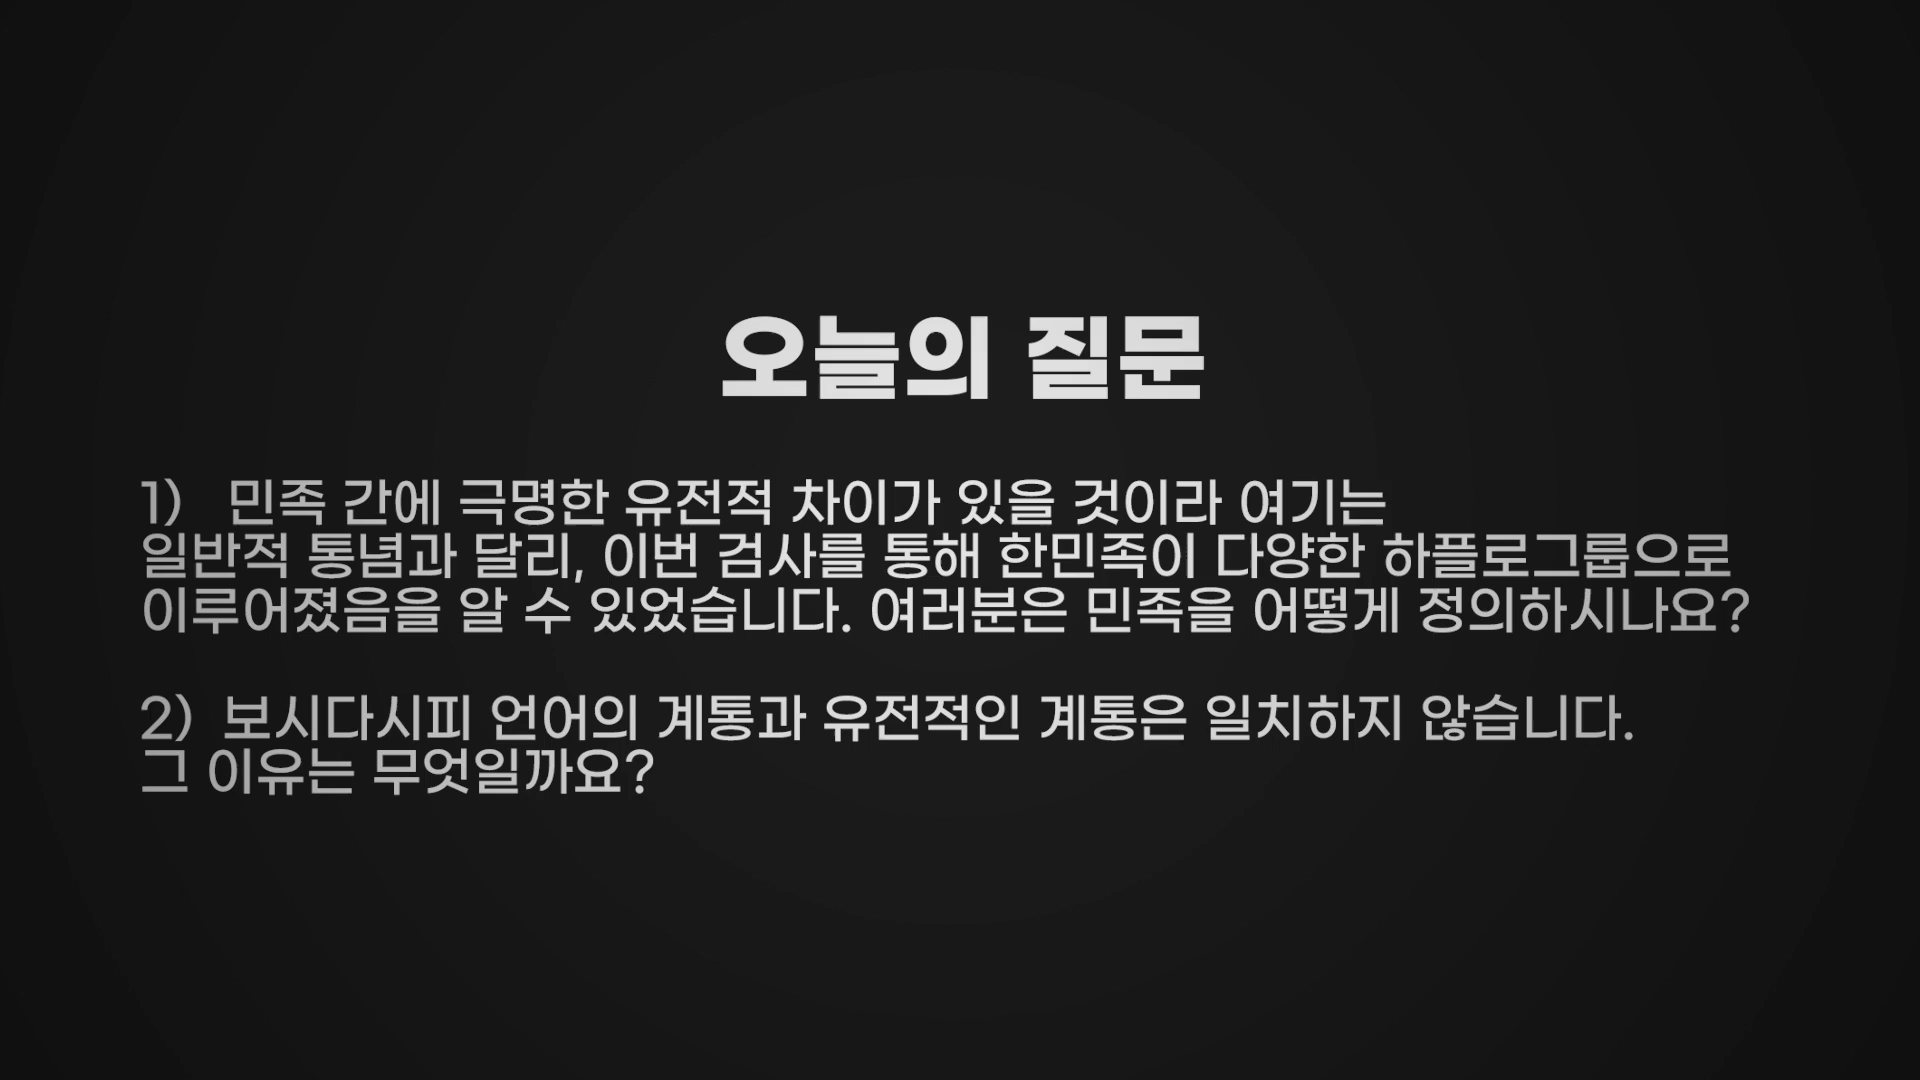 오늘의 질문
1) 민족 간에 극명한 유전적 차이가 있을 것이라 여기는
일반적 통념과 달리, 이번 검사를 통해 한민족이 다양한 하플로그룹으로
이루어졌음을 알 수 있었습니다. 여러분은 민족을 어떻게 정의하시나요?
2) 보시다시피 언어의 계통과 유전적인 계통은 일치하지 않습니다.
그 이유는 무엇일까요?